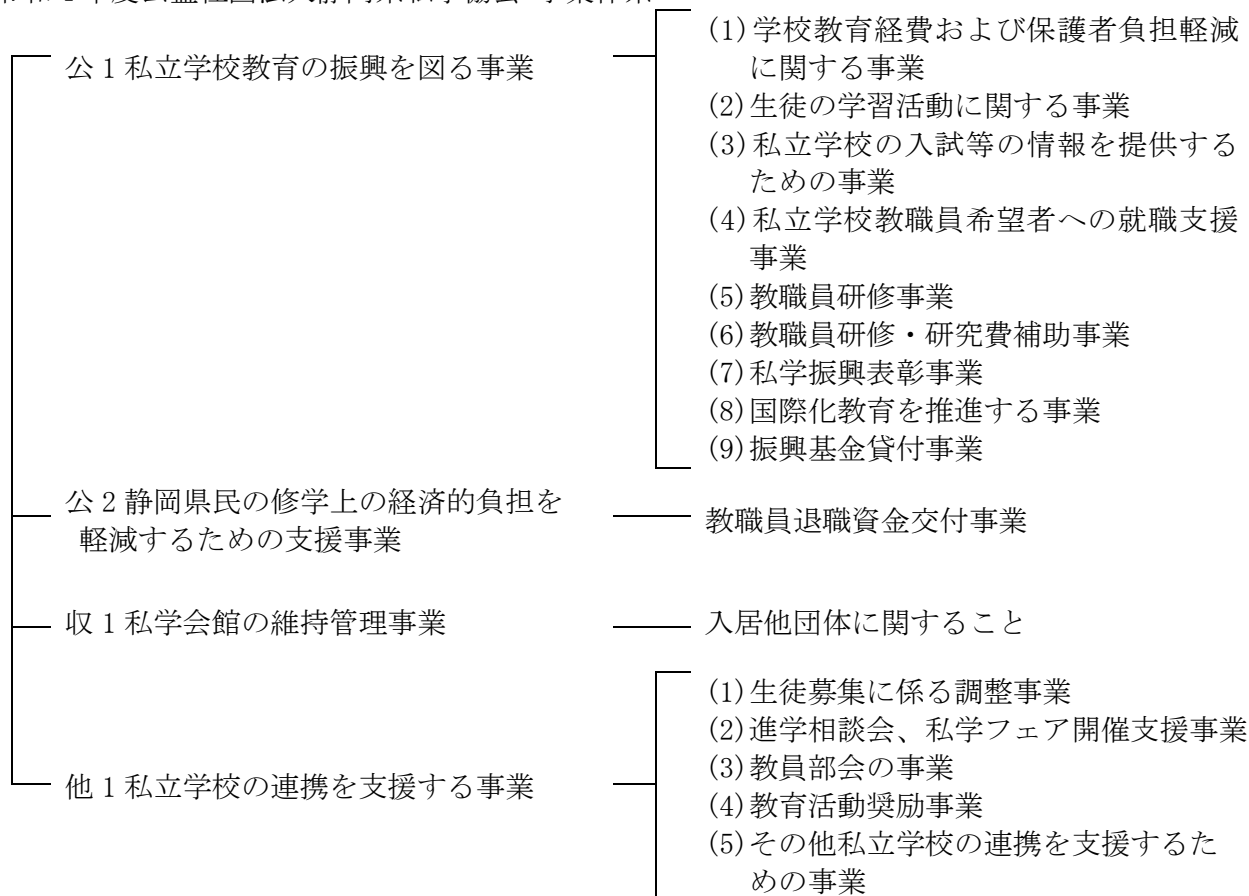 公1私立学校教育の振興を図る事業
(1)学校教育経費および保護者負担軽減
に関する事業
(2)生徒の学習活動に関する事業
(3)私立学校の入試等の情報を提供する
ための事業
(4)私立学校教職員希望者への就職支援
事業
(5)教職員研修事業
(6)教職員研修・研究費補助事業
(7)私学振興表彰事業
(8)国際化教育を推進する事業
(9)振興基金貸付事業
公2静岡県民の修学上の経済的負担を
軽減するための支援事業
教職員退職資金交付事業
収1私学会館の維持管理事業
入居他団体に関すること
他1私立学校の連携を支援する事業
(1)生徒募集に係る調整事業
(2)進学相談会、私学フェア開催支援事業
(3)教員部会の事業
(4)教育活動奨励事業
(5)その他私立学校の連携を支援するた
めの事業